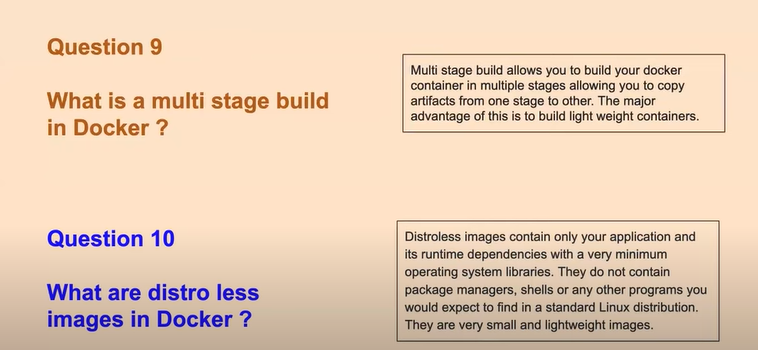 Question 9
What is a multi stage build
in Docker ?
Multi stage build allows you to build your docker
container in multiple stages allowing you to copy
artifacts from one stage to other. The major
advantage of this is to build light weight containers.
Question 10
What are distro less
images in Docker ?
Distroless images contain only your application and
its runtime dependencies with a very minimum
operating system libraries. They do not contain
package managers, shells or any other programs you
would expect to find in a standard Linux distribution.
They are very small and lightweight images.